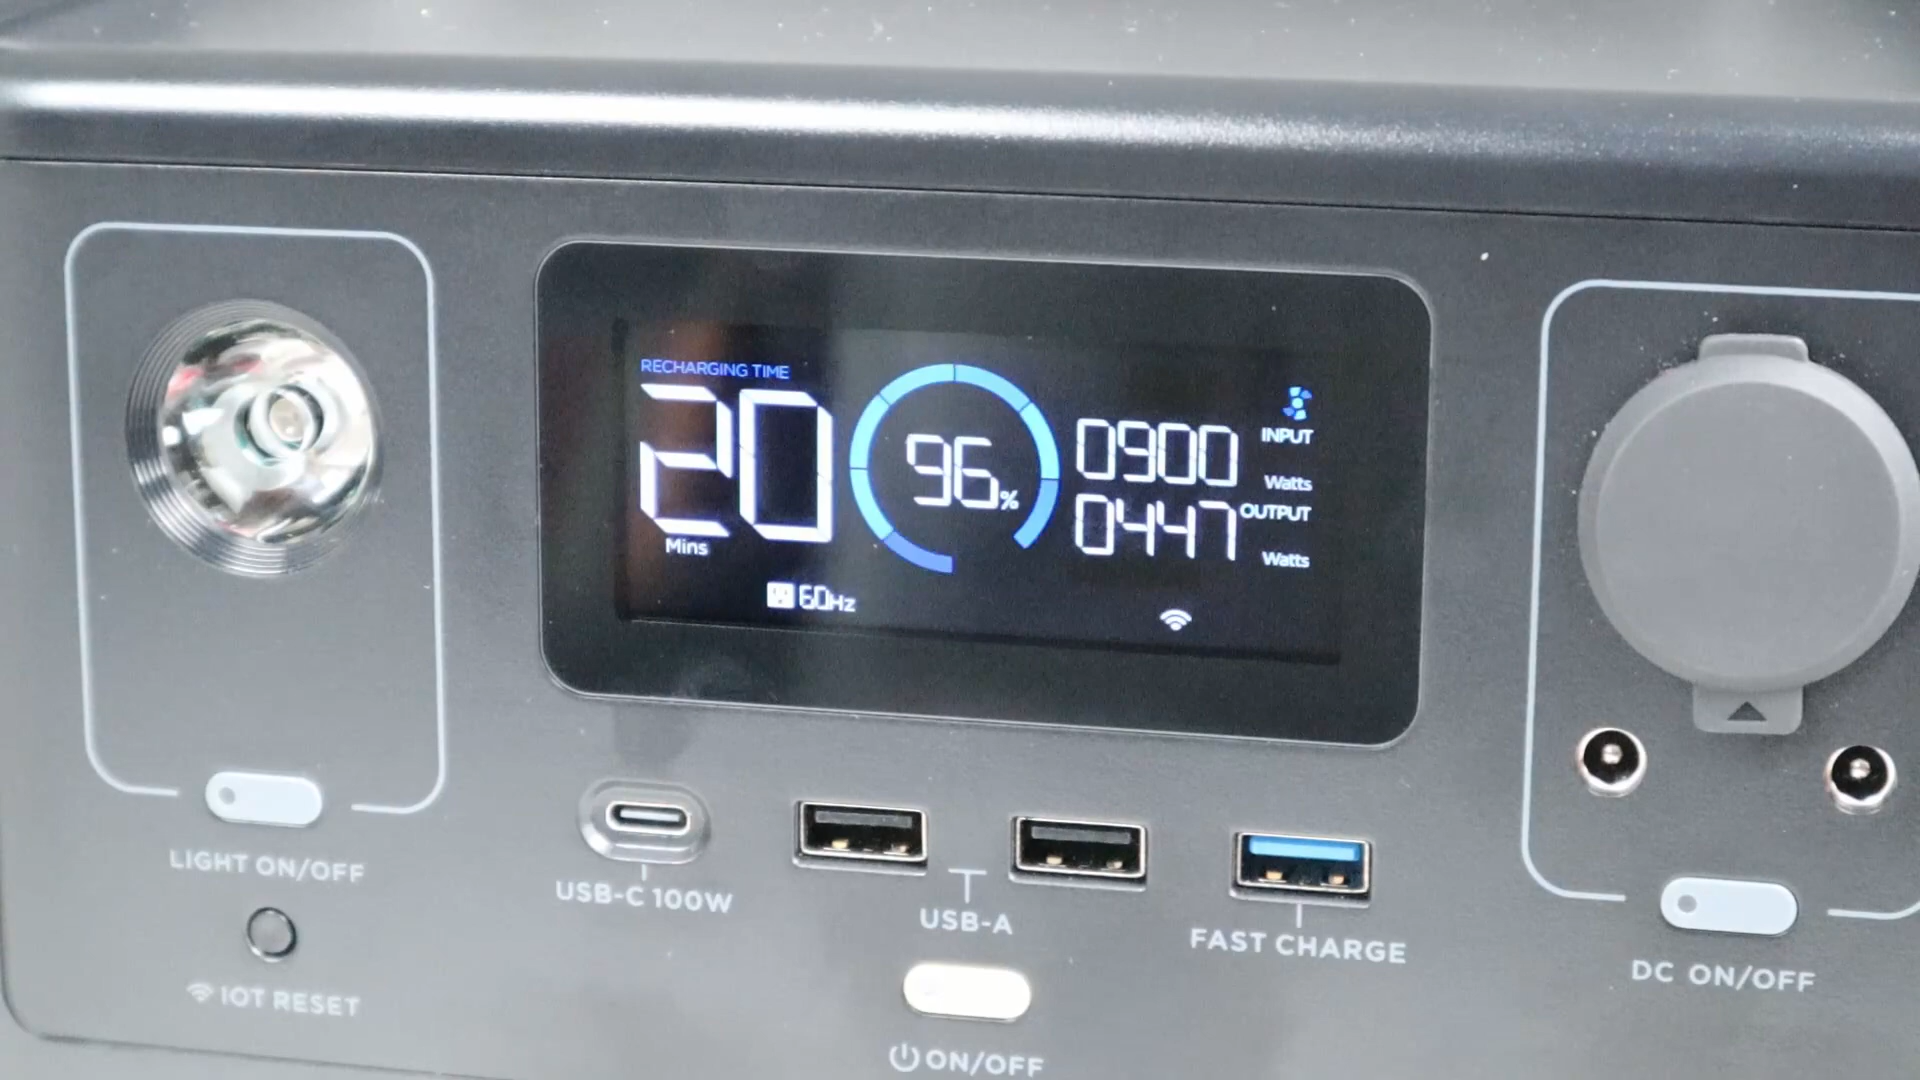 RECHARGING TIME
20
Mins
96%
0900
INPUT
Watts
0447
OUTPUT
Watts
60Hz
LIGHT ON/OFF
IOT RESET
USB-C 100W
USB-A
FAST CHARGE
ON/OFF
DC ON/OFF